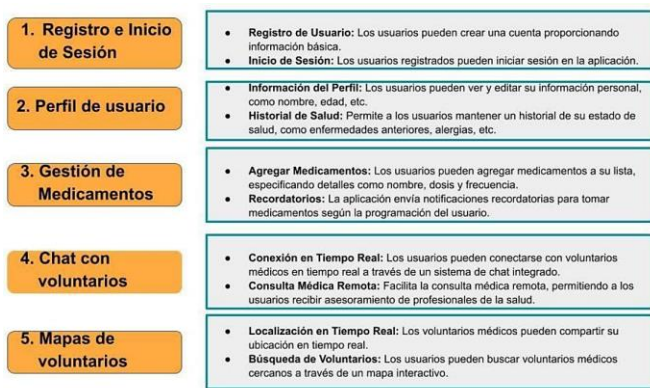 1. Registro e Inicio
de Sesión
● Registro de Usuario: Los usuarios pueden crear una cuenta proporcionando
información básica.
● Inicio de Sesión: Los usuarios registrados pueden iniciar sesión en la aplicación.
2. Perfil de usuario
● Información del Perfil: Los usuarios pueden ver y editar su información personal,
como nombre, edad, etc.
● Historial de Salud: Permite a los usuarios mantener un historial de su estado de
salud, como enfermedades anteriores, alergias, etc.
3. Gestión de
Medicamentos
● Agregar Medicamentos: Los usuarios pueden agregar medicamentos a su lista,
especificando detalles como nombre, dosis y frecuencia.
● Recordatorios: La aplicación envía notificaciones recordatorias para tomar
medicamentos según la programación del usuario.
4. Chat con
voluntarios
● Conexión en Tiempo Real: Los usuarios pueden conectarse con voluntarios
médicos en tiempo real a través de un sistema de chat integrado.
● Consulta Médica Remota: Facilita la consulta médica remota, permitiendo a los
usuarios recibir asesoramiento de profesionales de la salud.
5. Mapas de
voluntarios
● Localización en Tiempo Real: Los voluntarios médicos pueden compartir su
ubicación en tiempo real.
● Búsqueda de Voluntarios: Los usuarios pueden buscar voluntarios médicos
cercanos a través de un mapa interactivo.